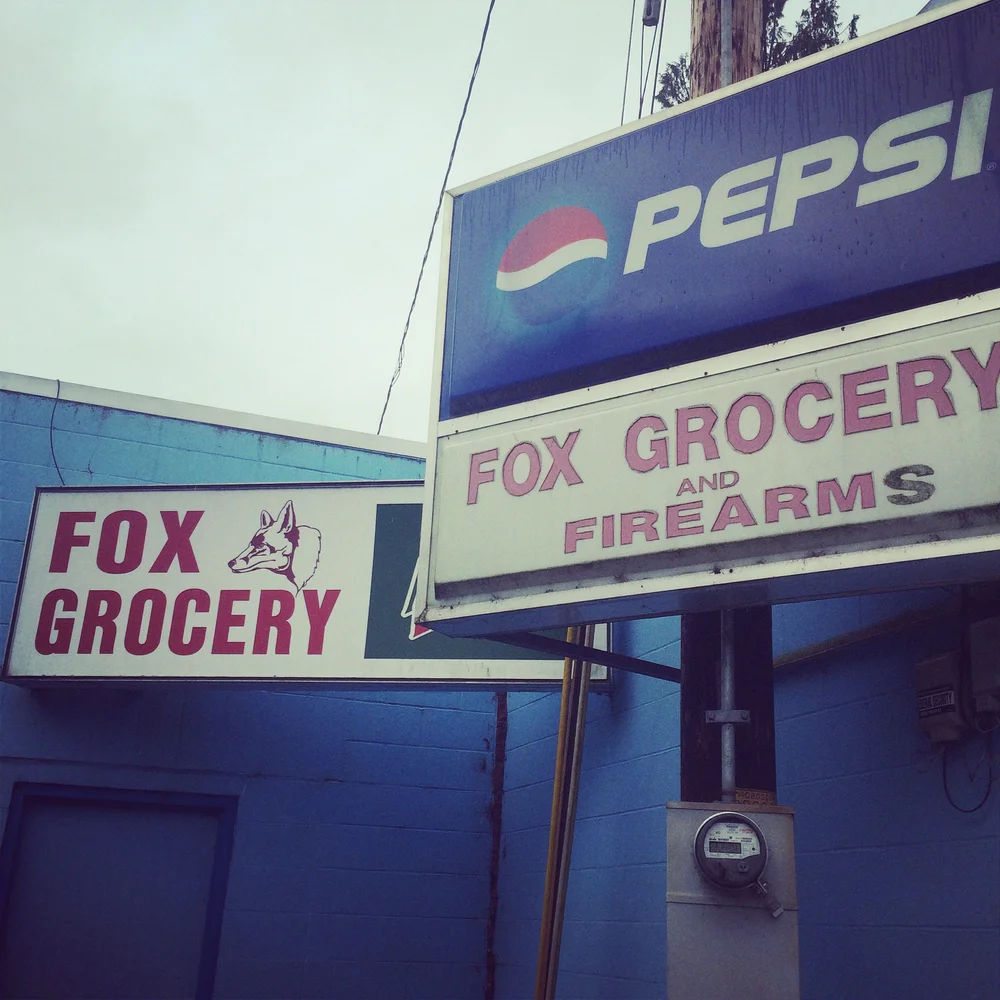 PEPSI
FOX GROCERY
AND
FIREARMS
FOX
GROCERY